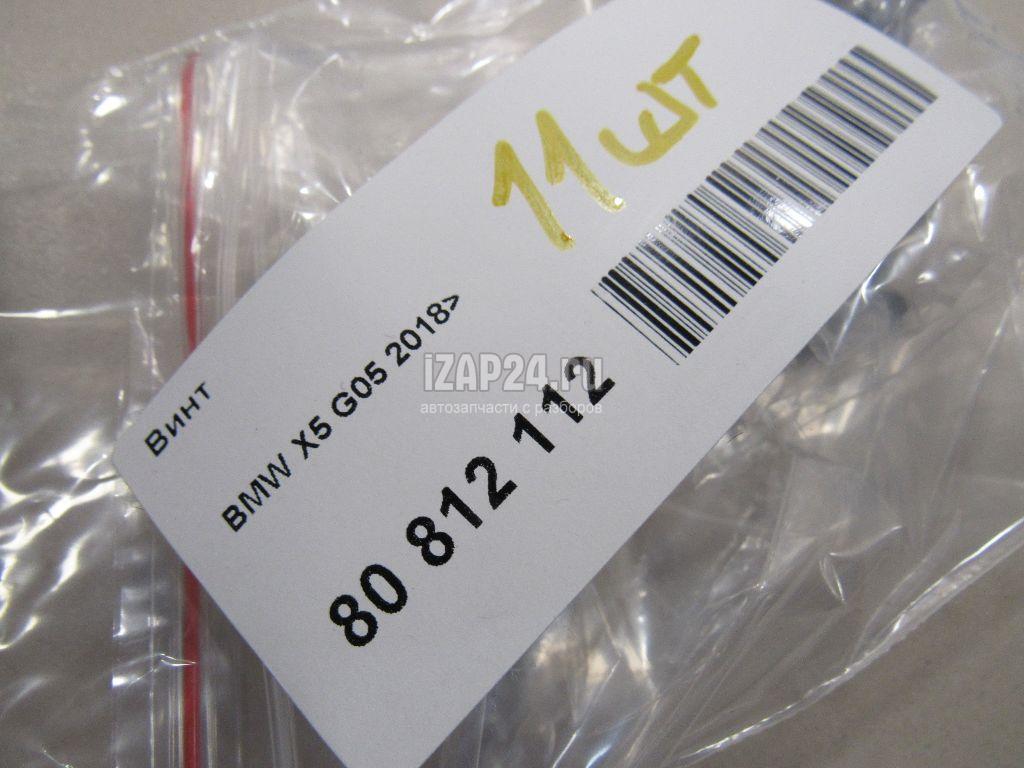 11 шт
Винт
BMW X5 G05 2018>
80 812 112
iZAP24.ru
автозапчасти с разборов